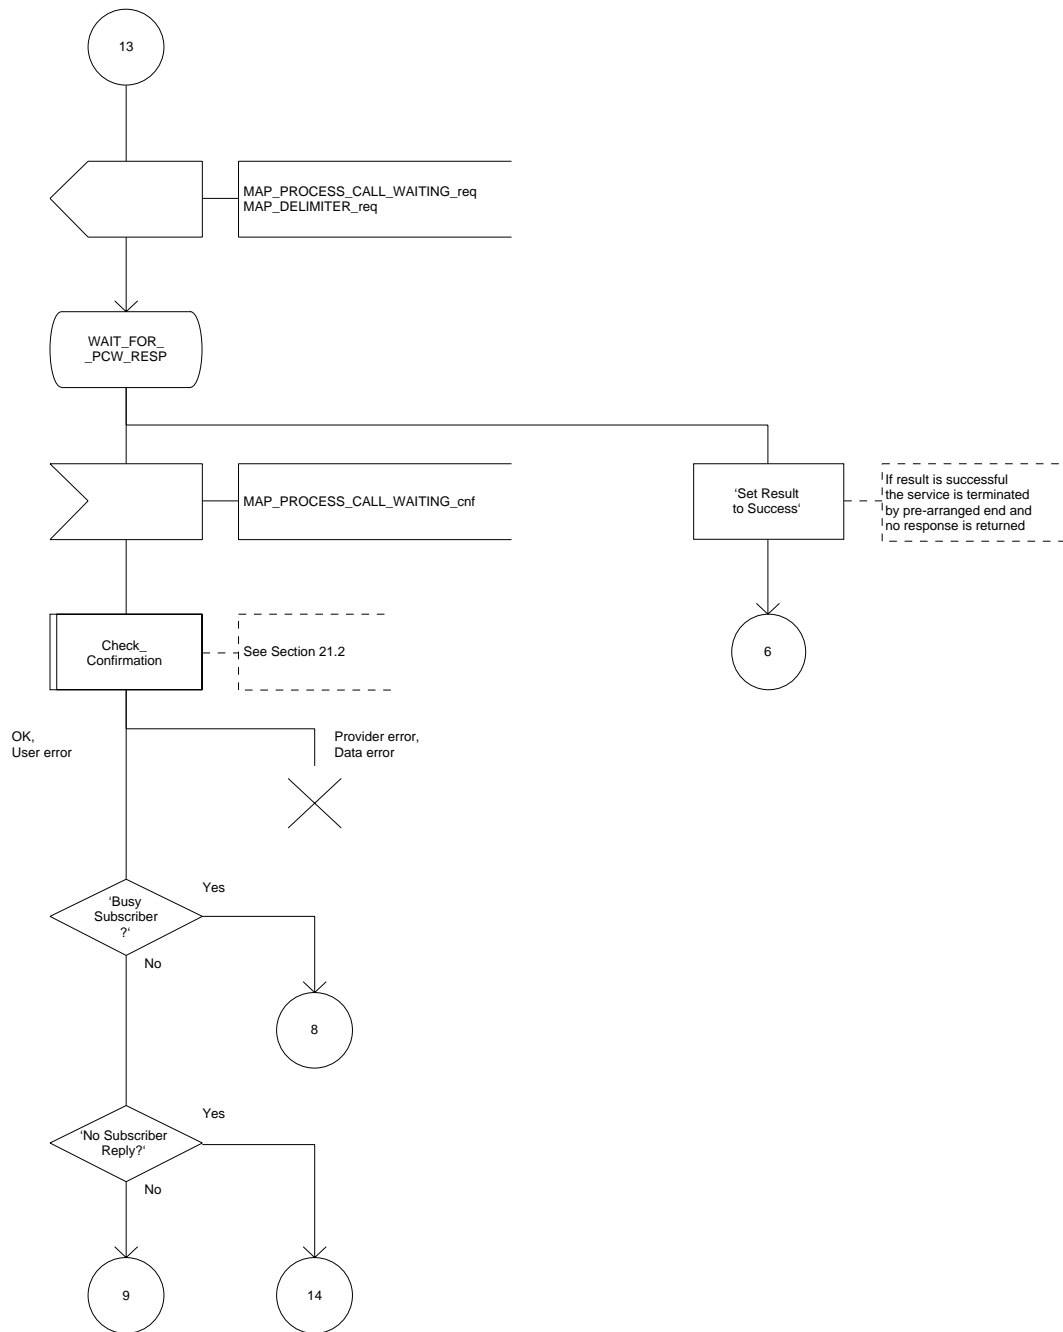 13
MAP_PROCESS_CALL_WAITING_req
MAP_DELIMITER_req
WAIT_FOR_
_PCW_RESP
MAP_PROCESS_CALL_WAITING_cnf
‘Set Result
to Success‘
If result is successful
the service is terminated
by pre-arranged end and
no response is returned
Check_
Confirmation
See Section 21.2
6
OK,
User error
Provider error,
Data error
‘Busy
Subscriber
?‘
Yes
No
8
‘No Subscriber
Reply?‘
Yes
No
9
14